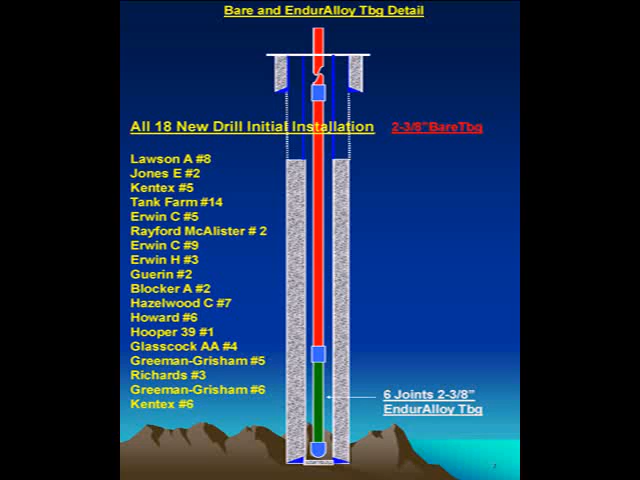 Bare and EndurAlloy Tbg Detail
All 18 New Drill Initial Installation
2-3/8"BareTbg
Lawson A #8
Jones E #2
Kentex #5
Tank Farm #14
Erwin C #5
Rayford McAlister # 2
Erwin C #9
Erwin H #3
Guerin #2
Blocker A #2
Hazelwood C #7
Howard #6
Hooper 39 #1
Glasscock AA #4
Greeman-Grisham #5
Richards #3
Greeman-Grisham #6
Kentex #6
6 Joints 2-3/8"
EndurAlloy Tbg